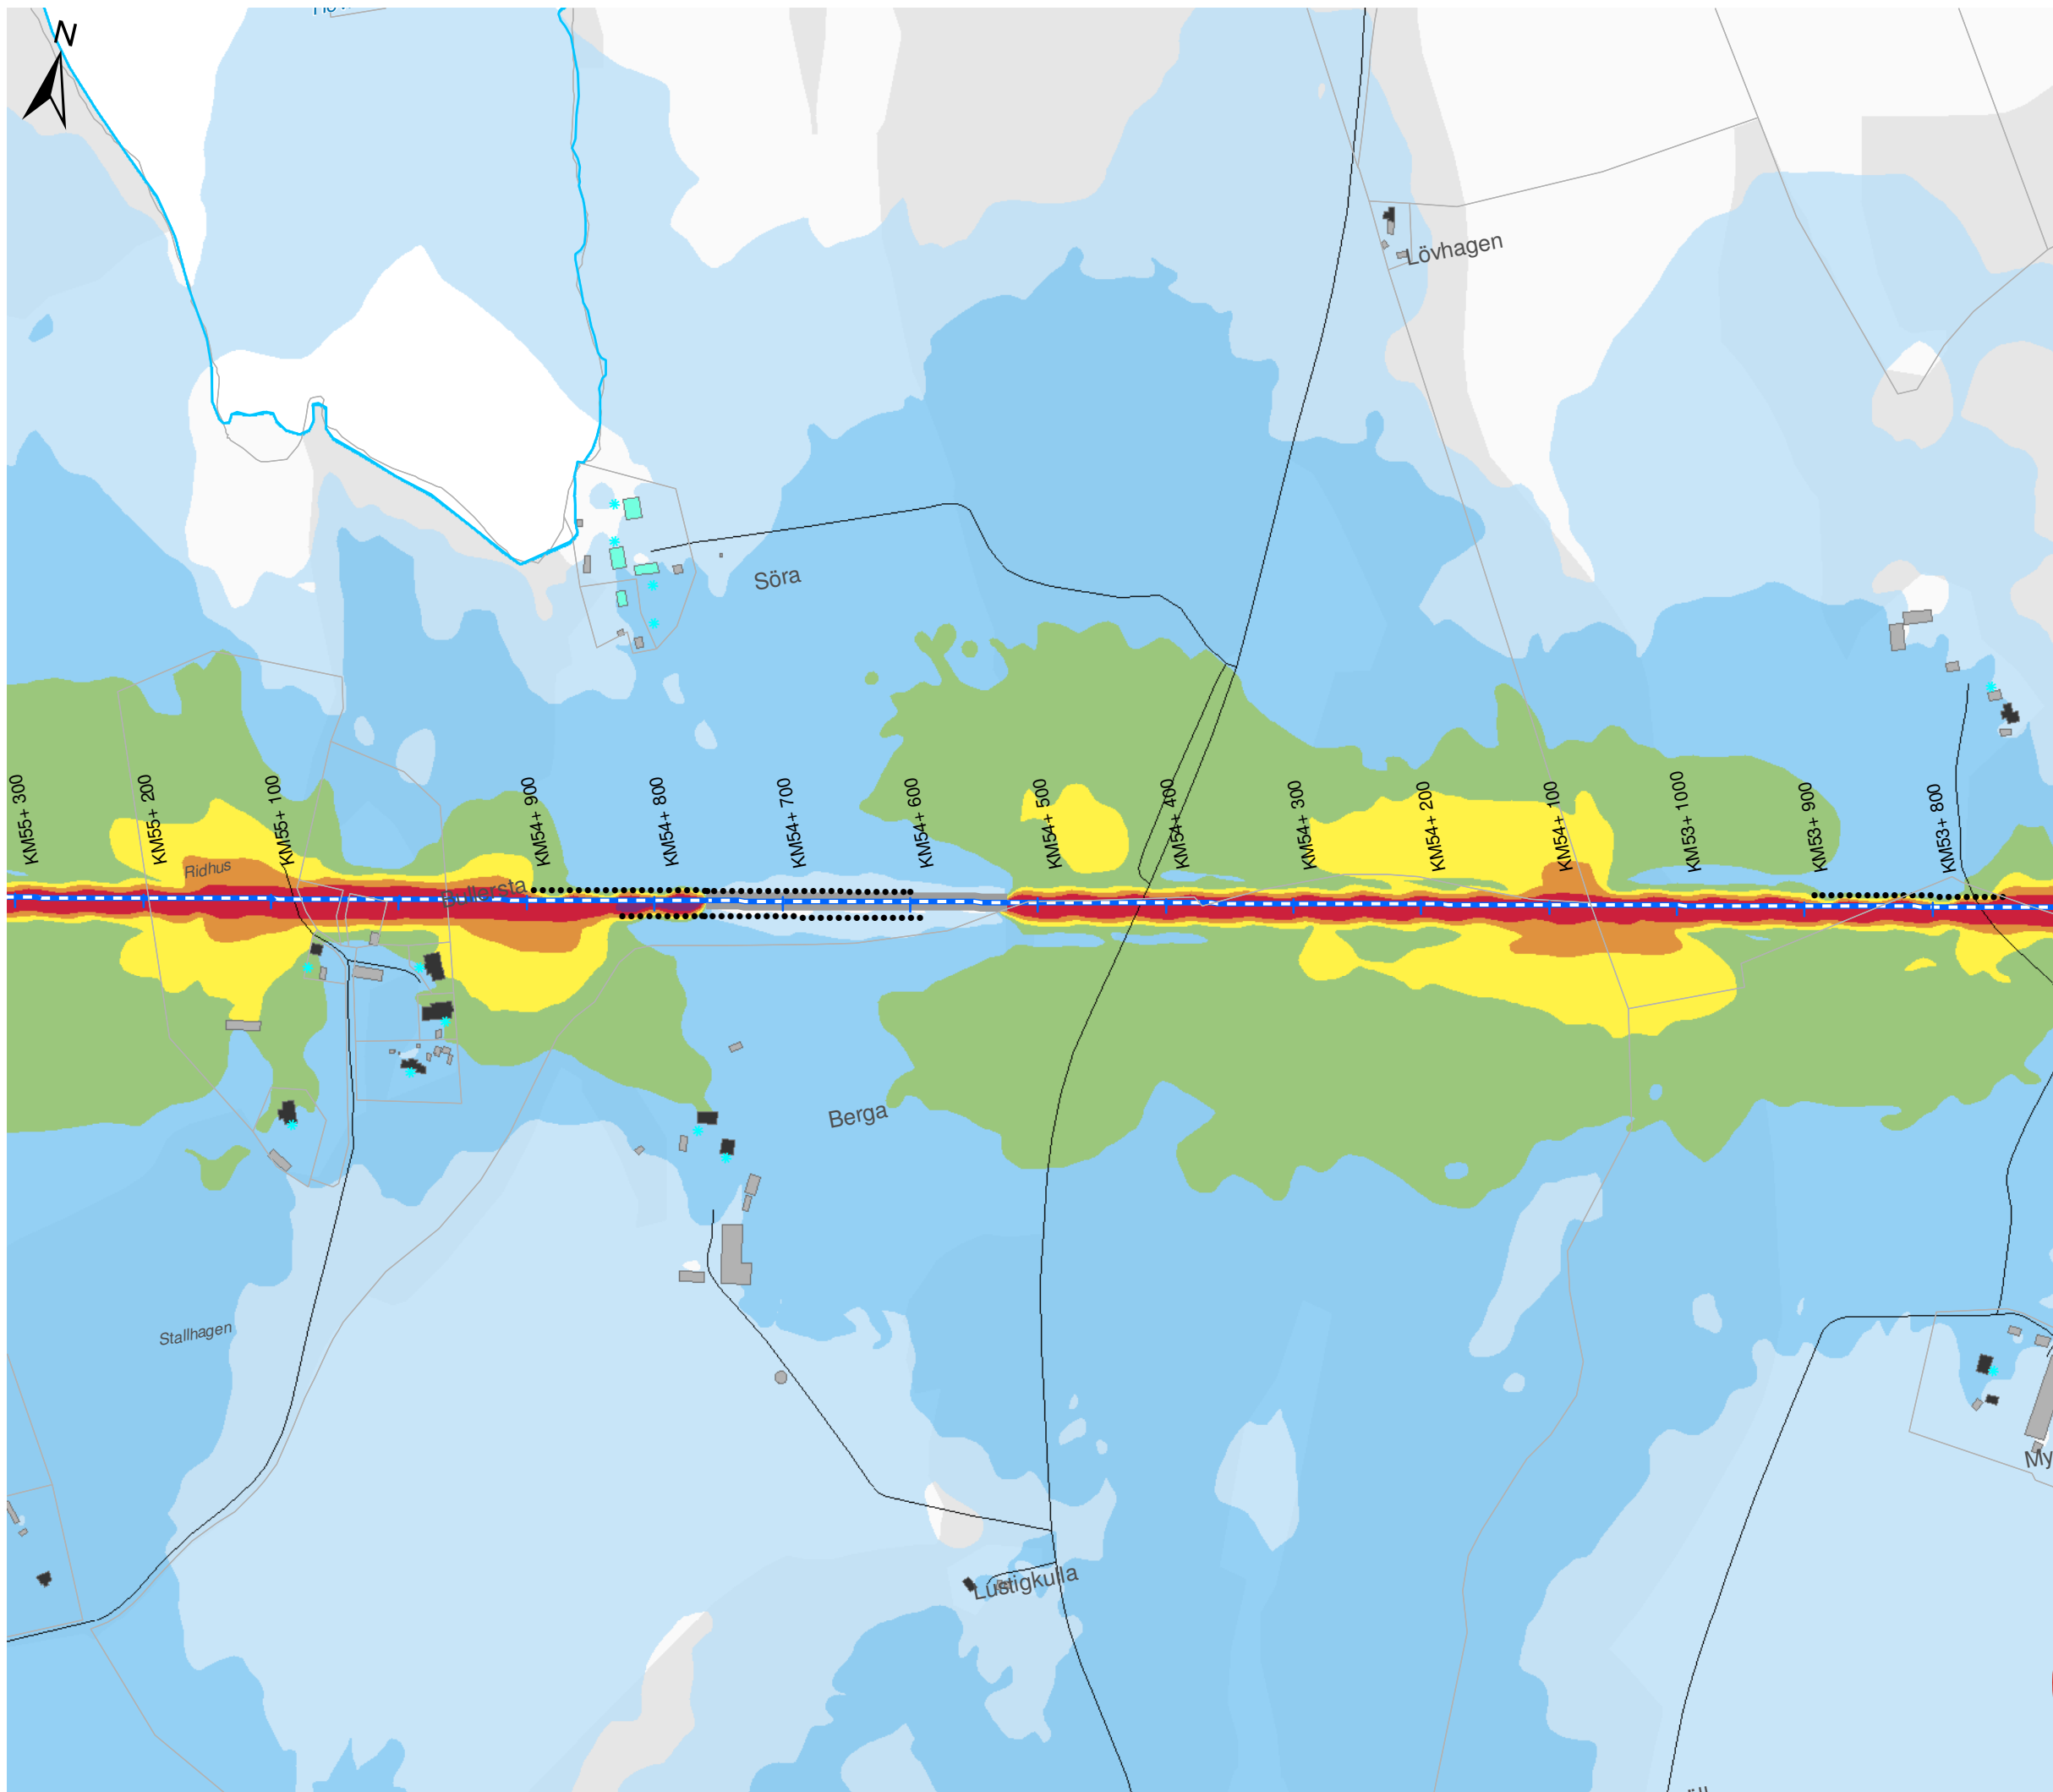 N
Lövhagen
Söra
KM55+ 300
KM55+ 200
KM55+ 100
KM54+ 900
KM54+ 800
KM54+ 700
KM54+ 600
KM54+ 500
KM54+ 400
KM54+ 300
KM54+ 200
KM54+ 100
KM53+ 1000
KM53+ 900
KM53+ 800
Ridhus
Bullersta
Berga
Stallhagen
My
Lustigkulla